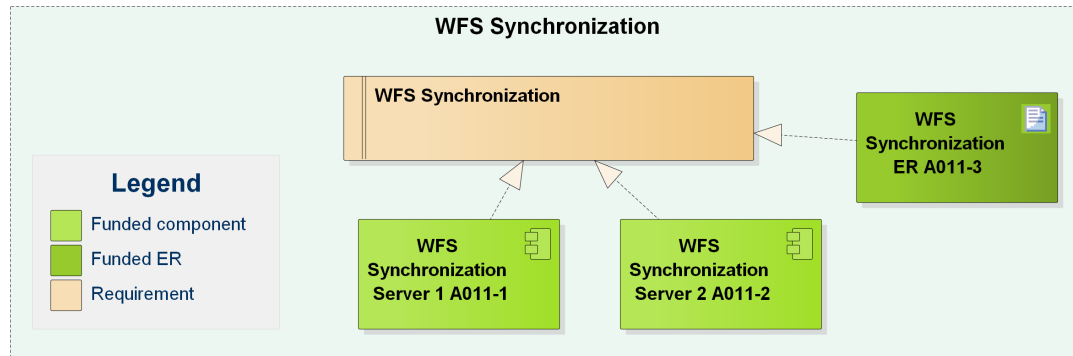 WFS Synchronization
WFS Synchronization
WFS
Synchronization
ER A011-3
Legend
Funded component
Funded ER
Requirement
WFS
Synchronization
Server 1 A011-1
WFS
Synchronization
Server 2 A011-2